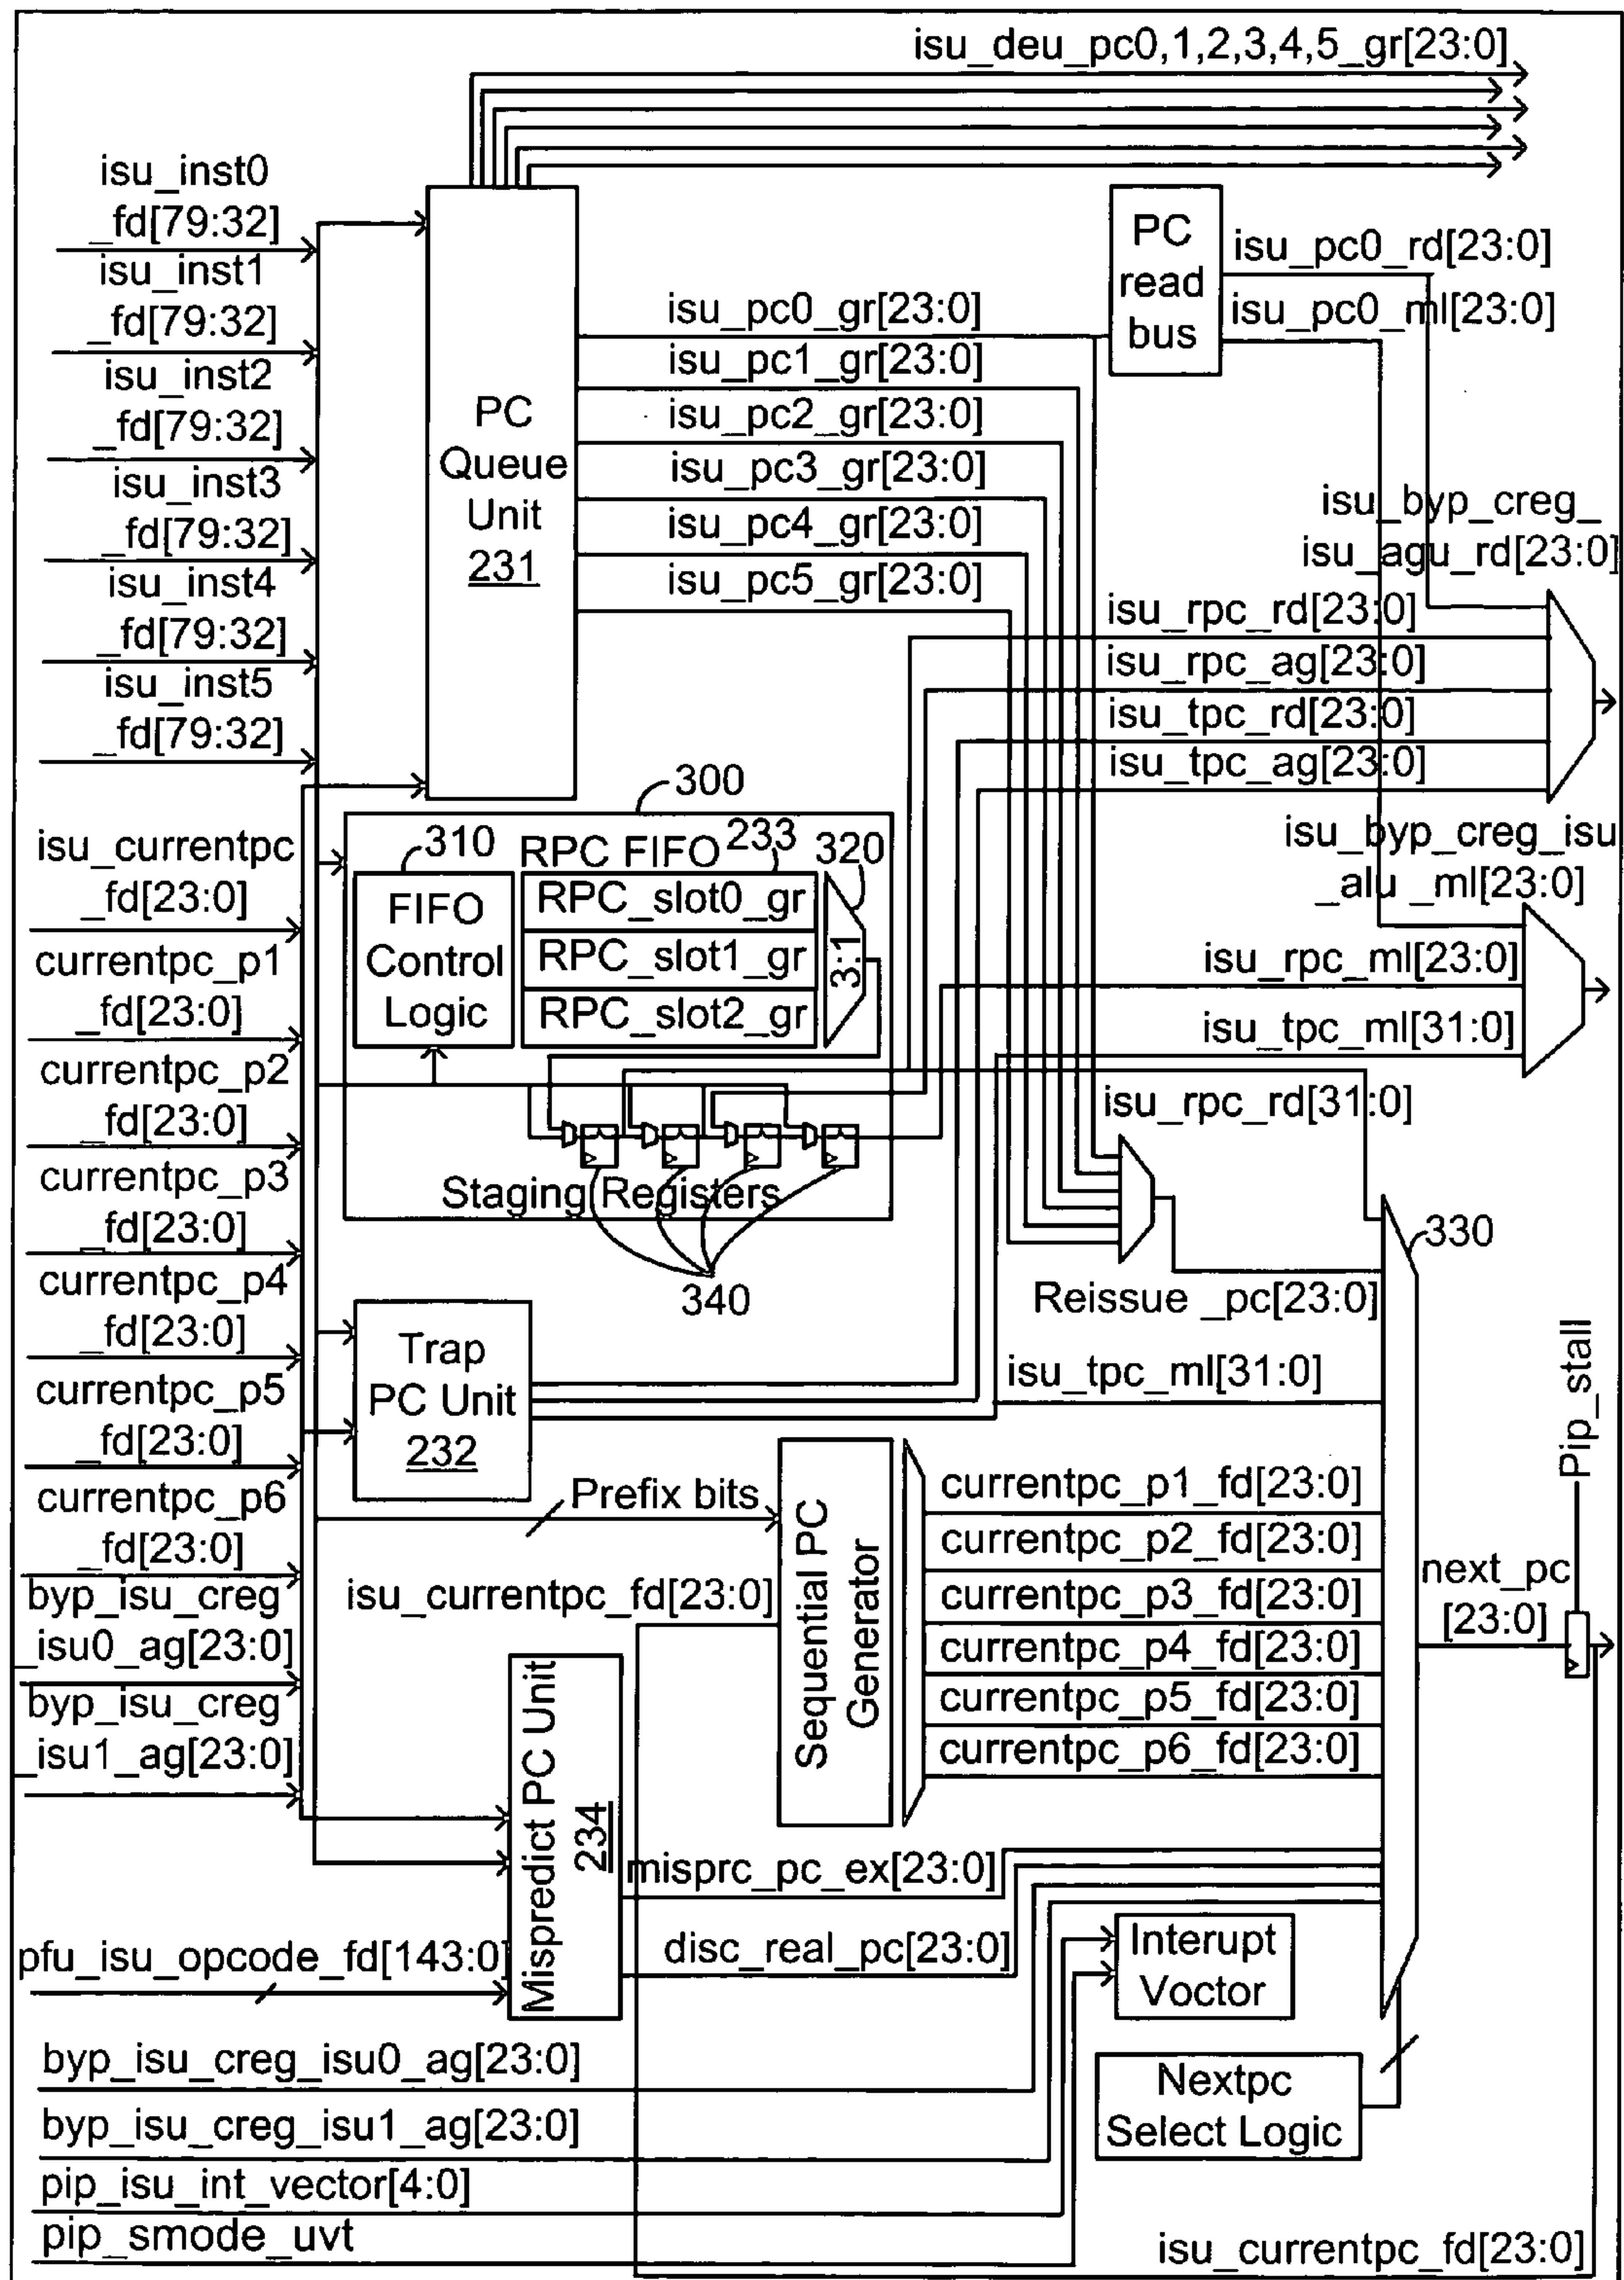 isu_deu_pc0,1,2,3,4,5_gr[23:0]
isu_inst0
_fd[79:32]
isu_inst1
_fd[79:32]
isu_inst2
_fd[79:32]
isu_inst3
_fd[79:32]
isu_inst4
_fd[79:32]
isu_inst5
_fd[79:32]
isu_currentpc
_fd[23:0]
currentpc_p1
_fd[23:0]
currentpc_p2
_fd[23:0]
currentpc_p3
_fd[23:0]
currentpc_p4
_fd[23:0]
currentpc_p5
_fd[23:0]
currentpc_p6
_fd[23:0]
byp_isu_creg
_isu0_ag[23:0]
byp_isu_creg
_isu1_ag[23:0]
pfu_isu_opcode_fd[143:0]
byp_isu_creg_isu0_ag[23:0]
byp_isu_creg_isu1_ag[23:0]
pip_isu_int_vector[4:0]
pip_smode_uvt
PC
Queue
Unit
231
isu_pc0_gr[23:0]
isu_pc1_gr[23:0]
isu_pc2_gr[23:0]
isu_pc3_gr[23:0]
isu_pc4_gr[23:0]
isu_pc5_gr[23:0]
PC
read
bus
isu_pc0_rd[23:0]
isu_pc0_ml[23:0]
isu_byp_creg_
isu_agu_rd[23:0]
isu_rpc_rd[23:0]
isu_rpc_ag[23:0]
isu_tpc_rd[23:0]
isu_tpc_ag[23:0]
isu_byp_creg_isu
_alu _ml[23:0]
isu_rpc_ml[23:0]
isu_tpc_ml[31:0]
300
310
RPC FIFO 233
320
FIFO
Control
Logic
RPC_slot0_gr
RPC_slot1_gr
RPC_slot2_gr
3:1
Staging Registers
340
isu_rpc_rd[31:0]
330
Reissue _pc[23:0]
isu_tpc_ml[31:0]
Trap
PC Unit
232
Prefix bits
isu_currentpc_fd[23:0]
Sequential PC
Generator
currentpc_p1_fd[23:0]
currentpc_p2_fd[23:0]
currentpc_p3_fd[23:0]
currentpc_p4_fd[23:0]
currentpc_p5_fd[23:0]
currentpc_p6_fd[23:0]
Pip_stall
next_pc
[23:0]
Mispredict PC Unit
234
misprc_pc_ex[23:0]
disc_real_pc[23:0]
Interupt
Voctor
Nextpc
Select Logic
isu_currentpc_fd[23:0]